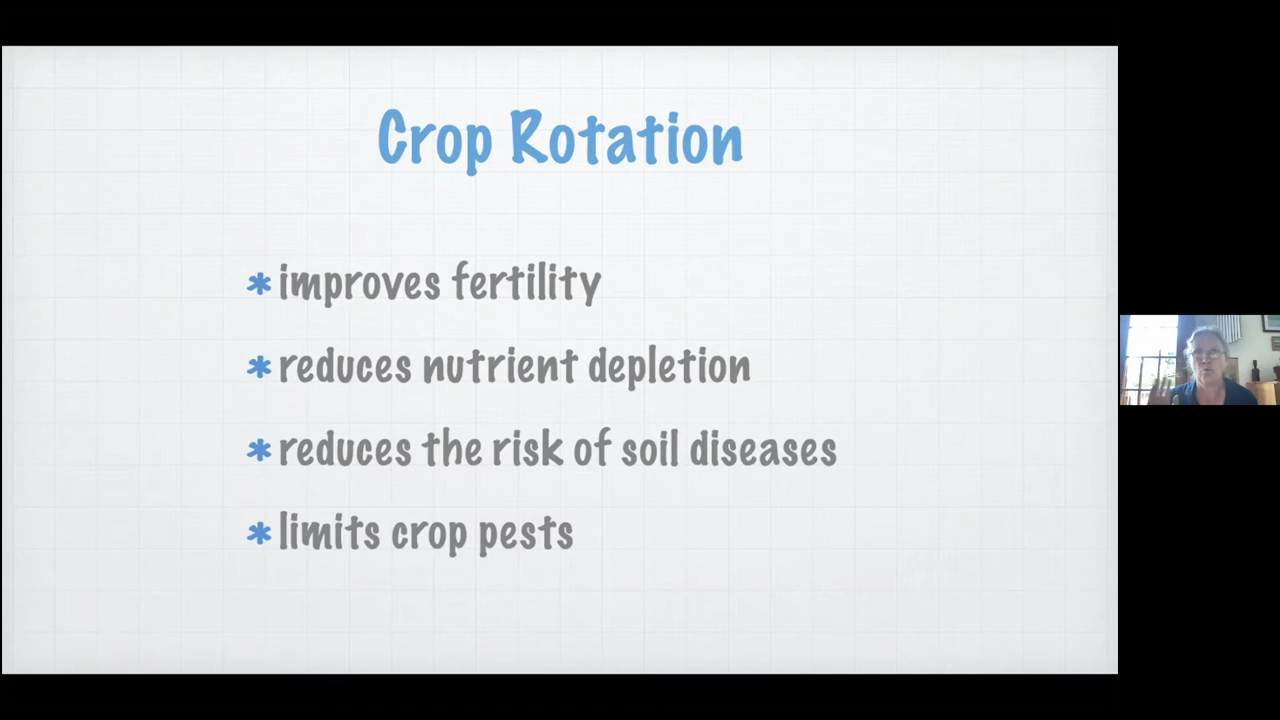 Crop Rotation
* improves fertility
* reduces nutrient depletion
* reduces the risk of soil diseases
* limits crop pests